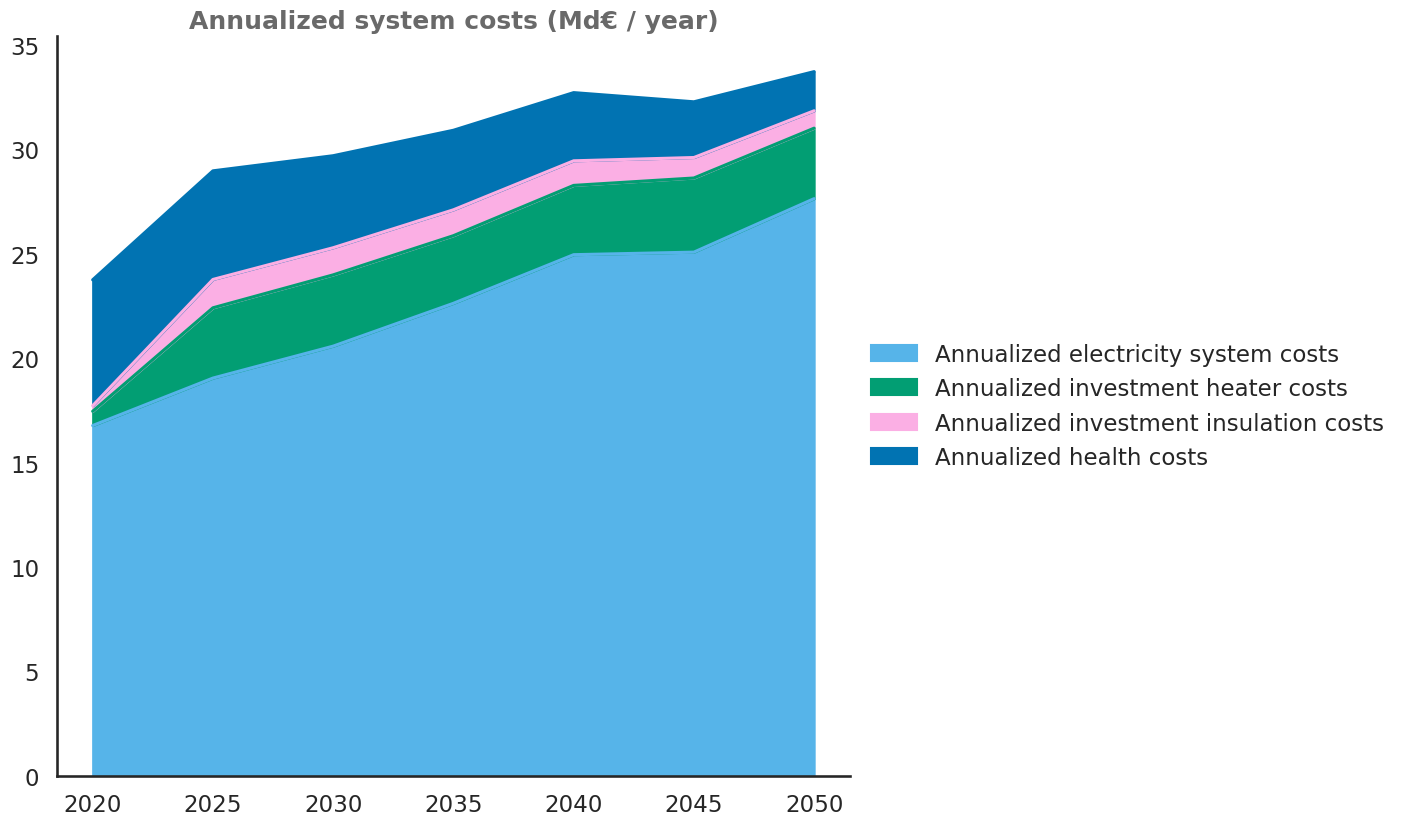 Annualized system costs (Md€ / year)
35
30
25
20
15
10
5
0
2020 2025 2030 2035 2040 2045 2050
Annualized electricity system costs
Annualized investment heater costs
Annualized investment insulation costs
Annualized health costs